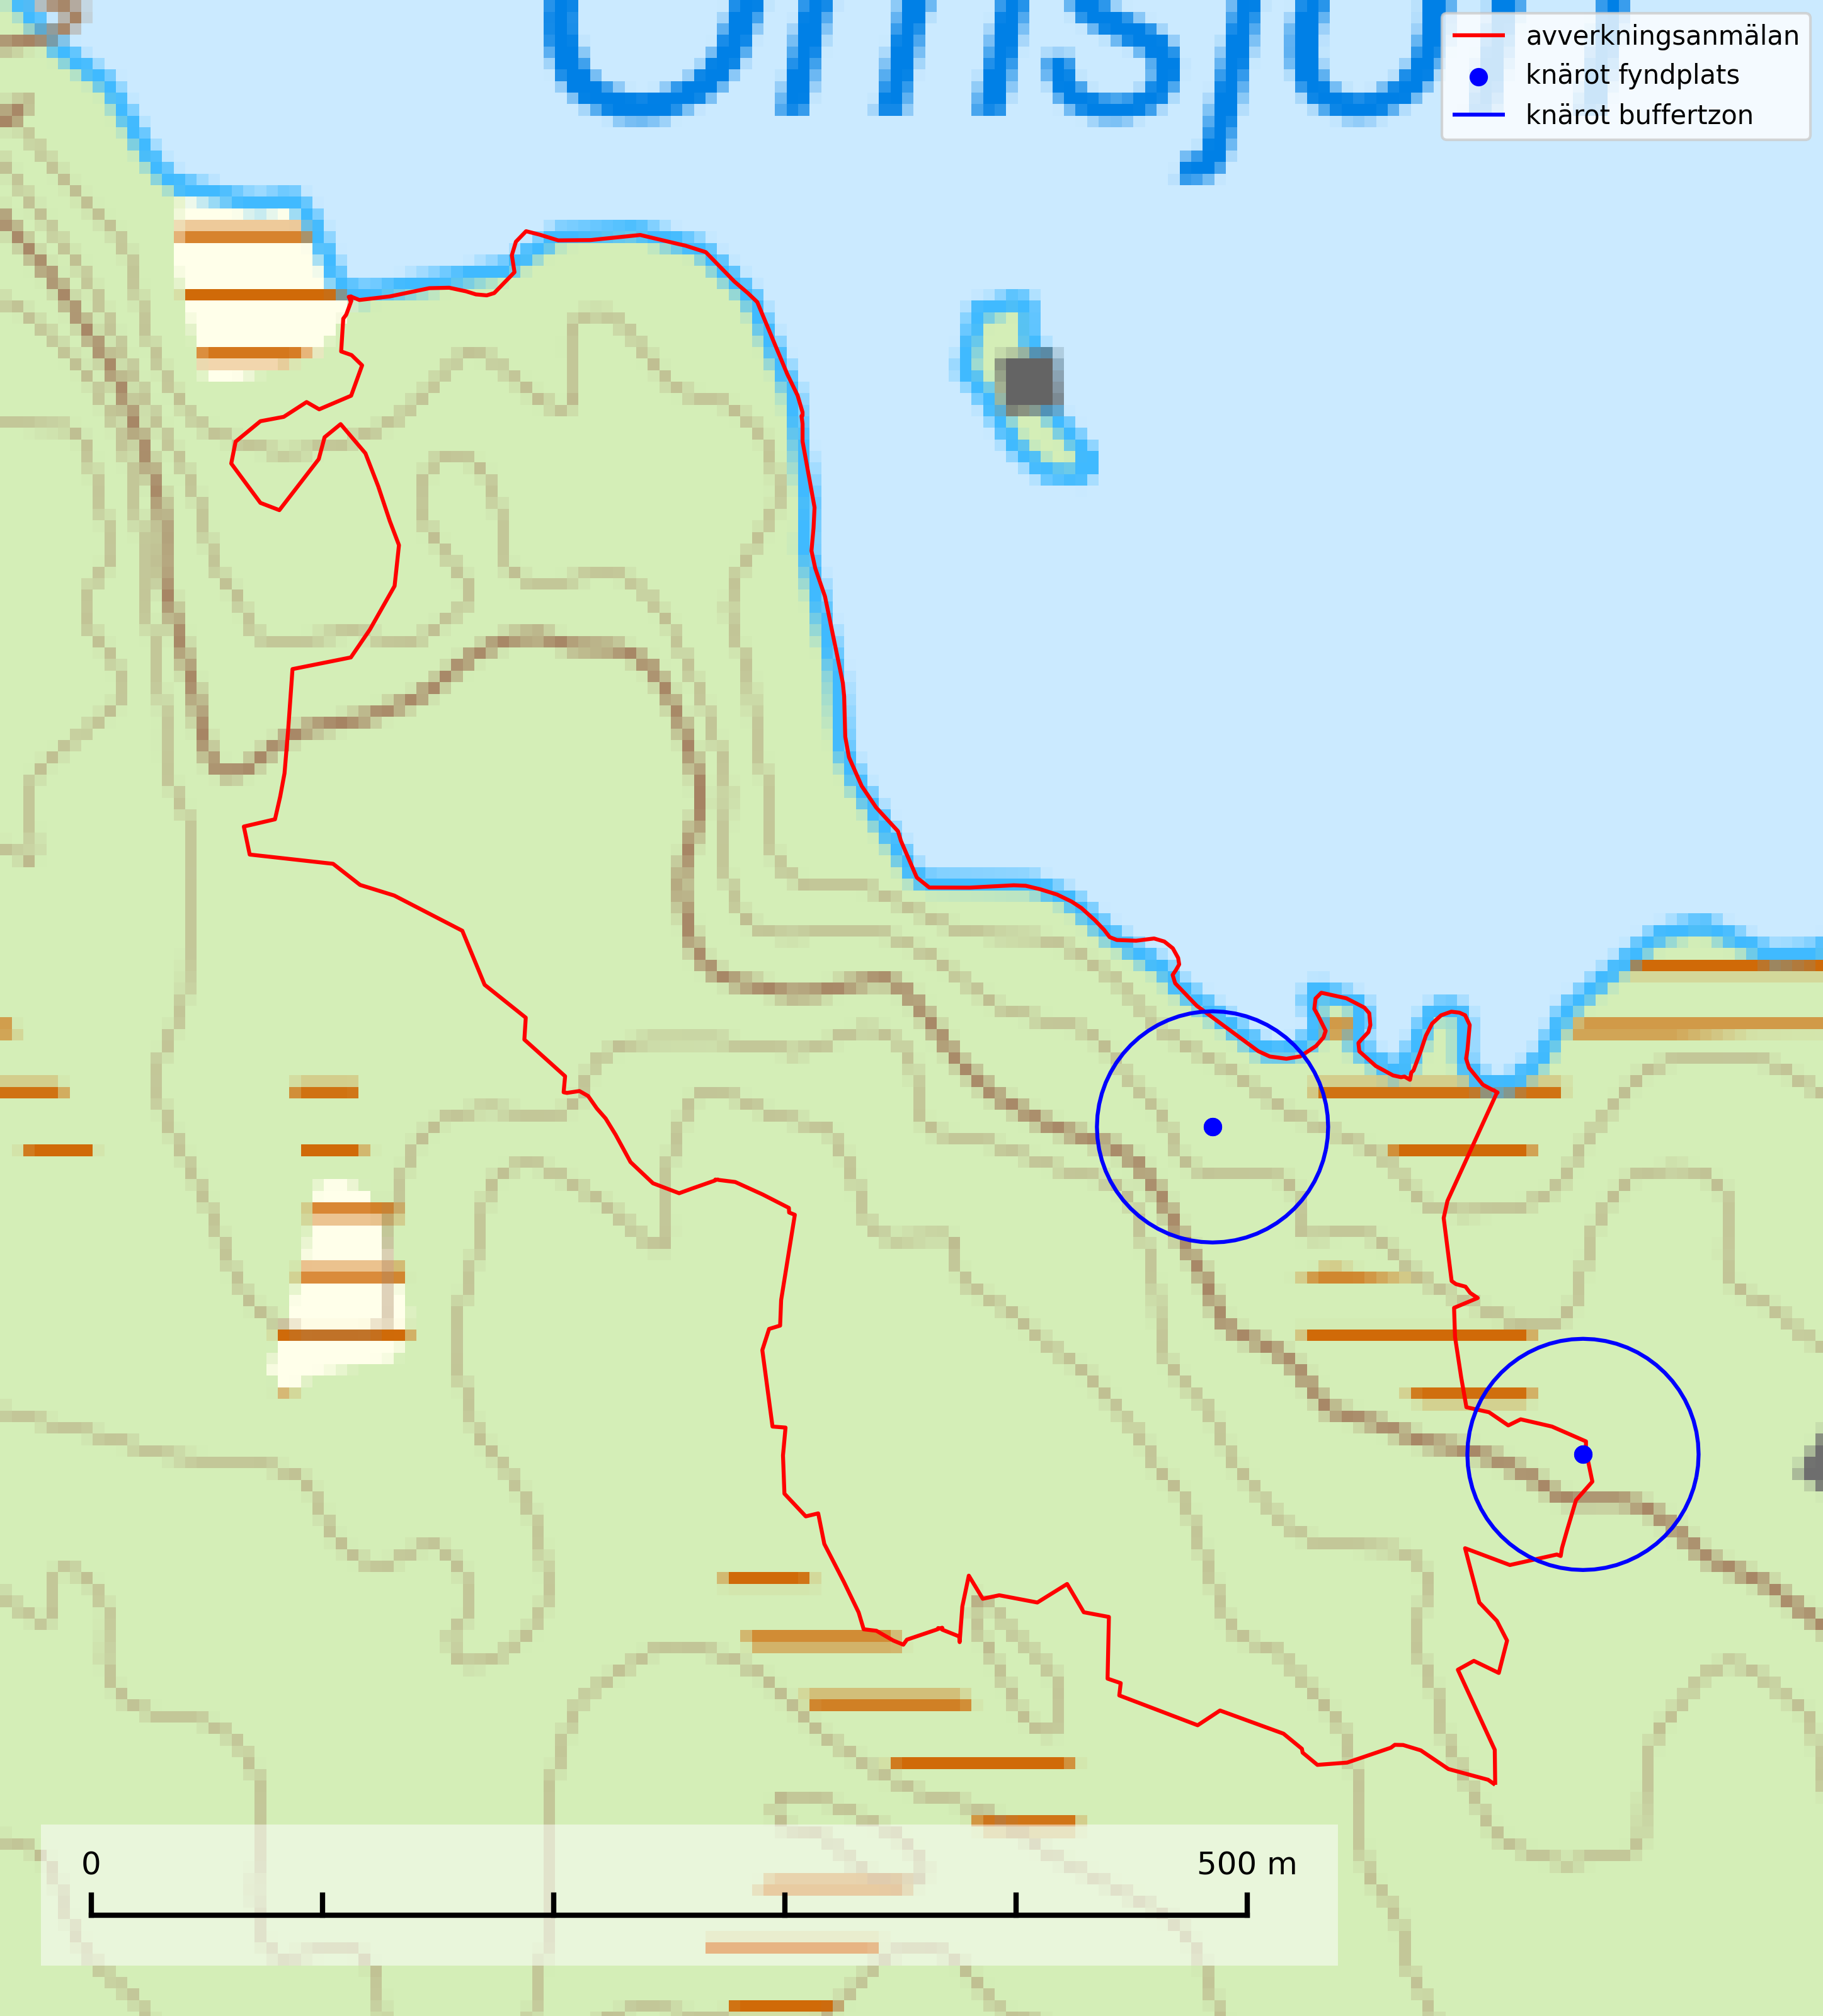 avverkningsanmälan
knärot fyndplats
knärot buffertzon
0
500 m